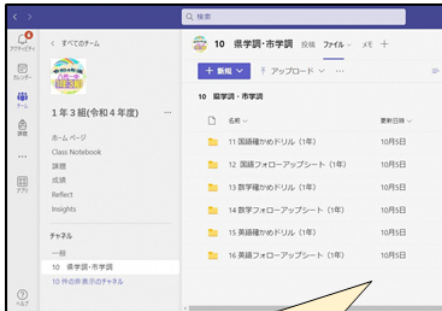 検索
アクティビティ
カレンダー
チーム
課題
アプリ
ヘルプ
すべてのチーム
1年3組(令和4年度)
ホーム ページ
Class Notebook
課題
成績
Reflect
Insights
チャネル
一般
10 県学調・市学調
10 件の非表示のチャネル
10 県学調・市学調 投稿 ファイル メモ
新規 アップロード
10 県学調・市学調
名前 更新日時
11 国語確かめドリル(1年) 10月5日
12 国語フォローアップシート(1年) 10月5日
13 数学確かめドリル(1年) 10月5日
14 数学フォローアップシート(1年) 10月5日
15 英語確かめドリル(1年) 10月5日
16 英語フォローアップシート(1年) 10月5日